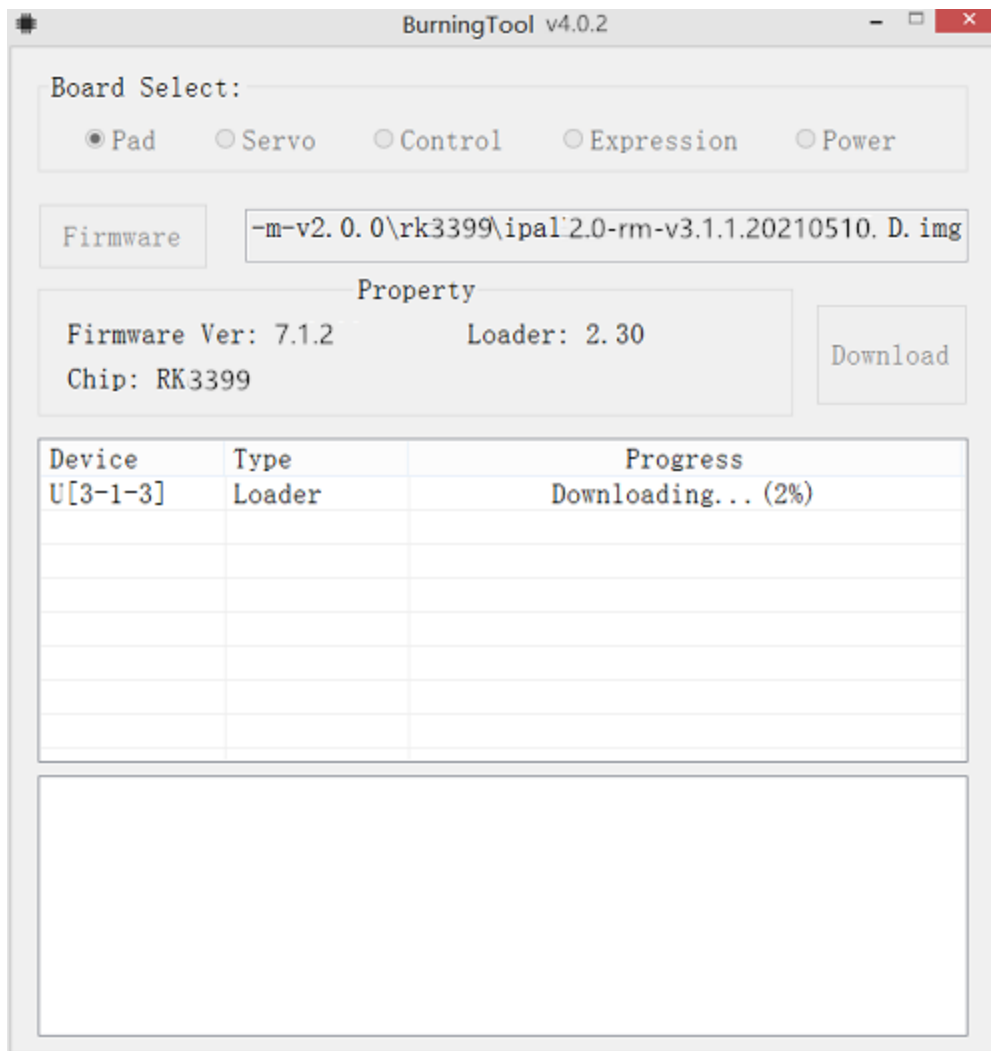 BurningTool v4.0.2
Board Select:
Pad Servo Control Expression Power
Firmware -m-v2.0.0\rk3399\ipal2.0-rm-v3.1.1.20210510.D.img
Property
Firmware Ver: 7.1.2 Loader: 2.30
Chip: RK3399
Download
Device Type Progress
U[3-1-3] Loader Downloading...(2%)